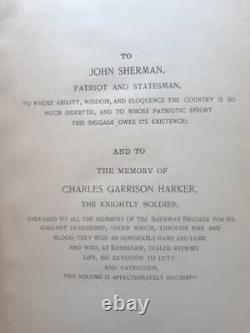 TO
JOHN SHERMAN,
PATRIOT AND STATESMAN,
TO WHOSE ABILITY, WISDOM, AND ELOQUENCE THE COUNTRY IS SO
MUCH INDEBTED, AND TO WHOSE PATRIOTIC EFFORT
THIS BRIGADE OWES ITS EXISTENCE;
AND TO
THE MEMORY OF
CHARLES GARRISON HARKER,
THE KNIGHTLY SOLDIER,
ENDEARED TO ALL THE MEMBERS OF THE SHERMAN BRIGADE FOR HIS
GALLANT LEADERSHIP, UNDER WHICH, THROUGH FIRE AND
BLOOD, THEY WON AN HONORABLE NAME AND FAME
AND WHO, AT KENESAW, SEALED WITH HIS
LIFE, HIS DEVOTION TO DUTY
AND PATRIOTISM,
THIS VOLUME IS AFFECTIONATELY INSCRIBED
© 111bt.com